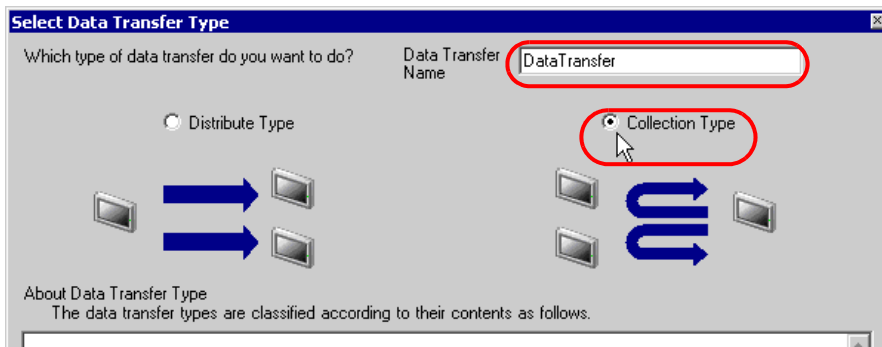 Select Data Transfer Type
Which type of data transfer do you want to do?
Data Transfer
Name
DataTransfer
Distribute Type
Collection Type
About Data Transfer Type
The data transfer types are classified according to their contents as follows.